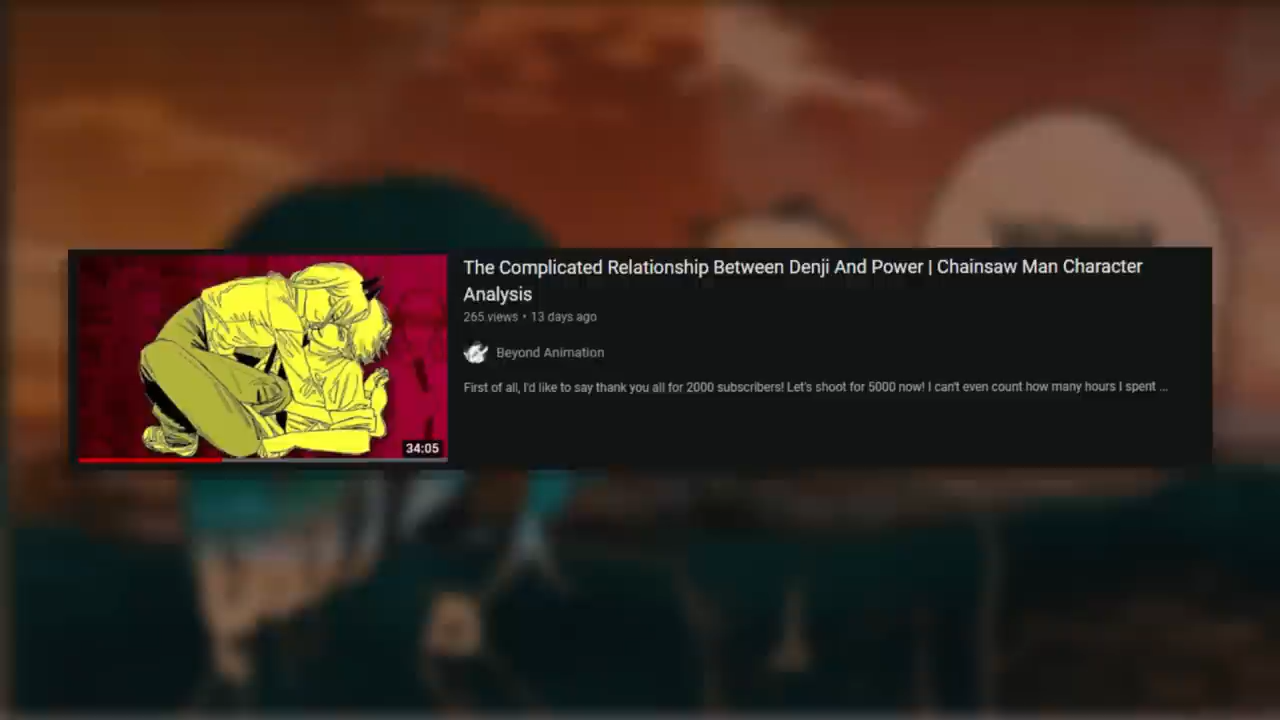 The Complicated Relationship Between Denji And Power | Chainsaw Man Character
Analysis
265 views • 13 days ago
Beyond Animation
First of all, I'd like to say thank you all for 2000 subscribers! Let's shoot for 5000 now! I can't even count how many hours I spent ...
34:05